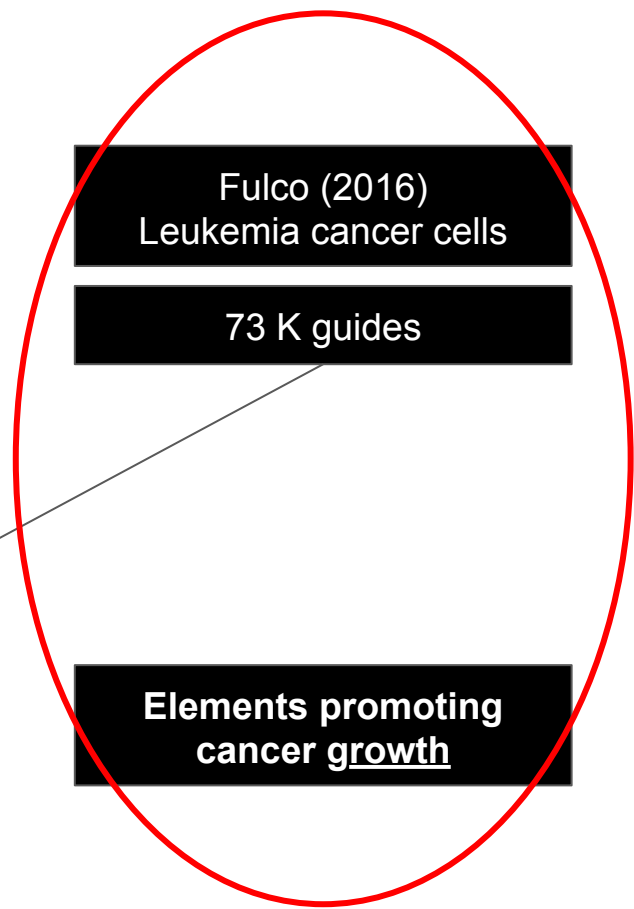 Fulco (2016)
Leukemia cancer cells
73 K guides
Elements promoting
cancer growth